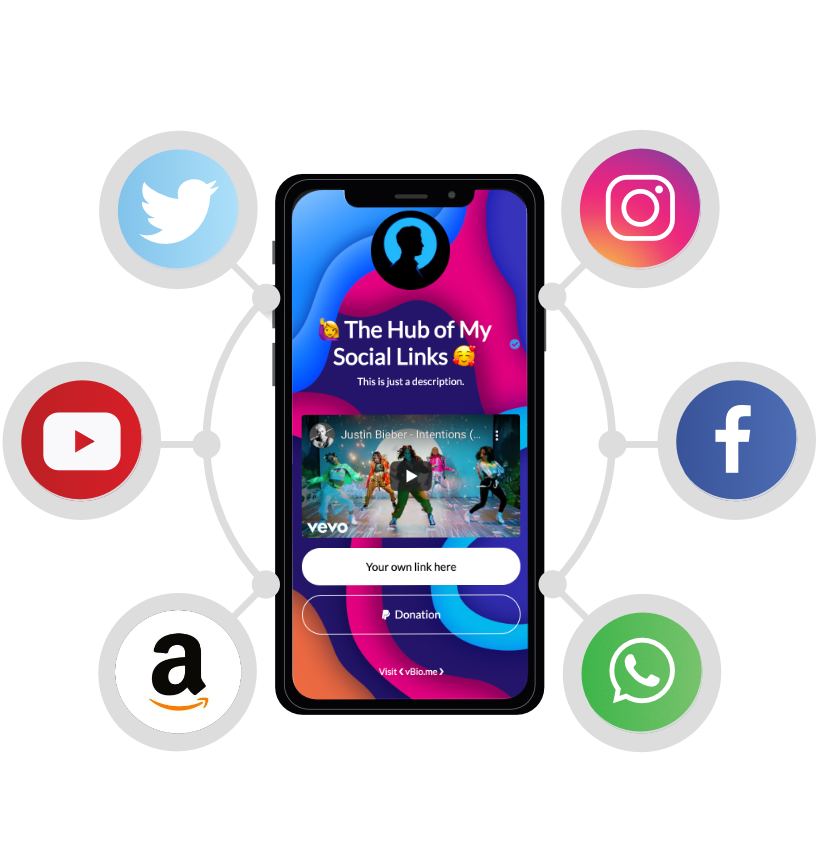 🙋 The Hub of My
Social Links 🥰
This is just a description.
Justin Bieber - Intentions (...
vevo
Your own link here
Donation
Visit ❮ vBio.me ❯
a
f